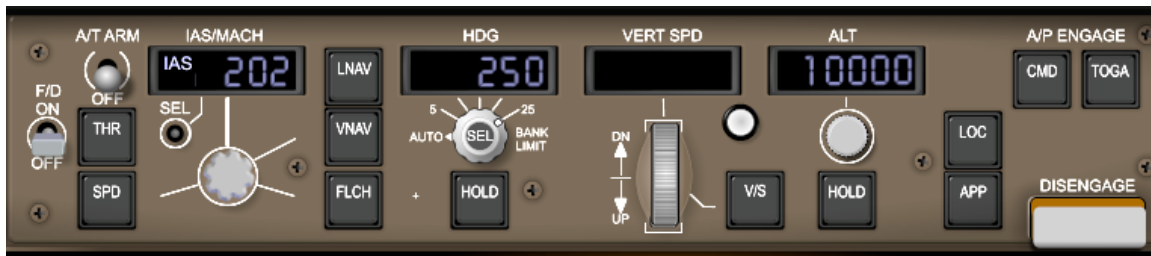 A/T ARM
IAS/MACH
HDG
VERT SPD
ALT
A/P ENGAGE
IAS 202
250
10000
F/D
ON
OFF
OFF
SEL
THR
SPD
LNAV
VNAV
FLCH
5
25
AUTO
SEL
BANK
LIMIT
HOLD
DN
UP
V/S
HOLD
LOC
APP
CMD
TOGA
DISENGAGE